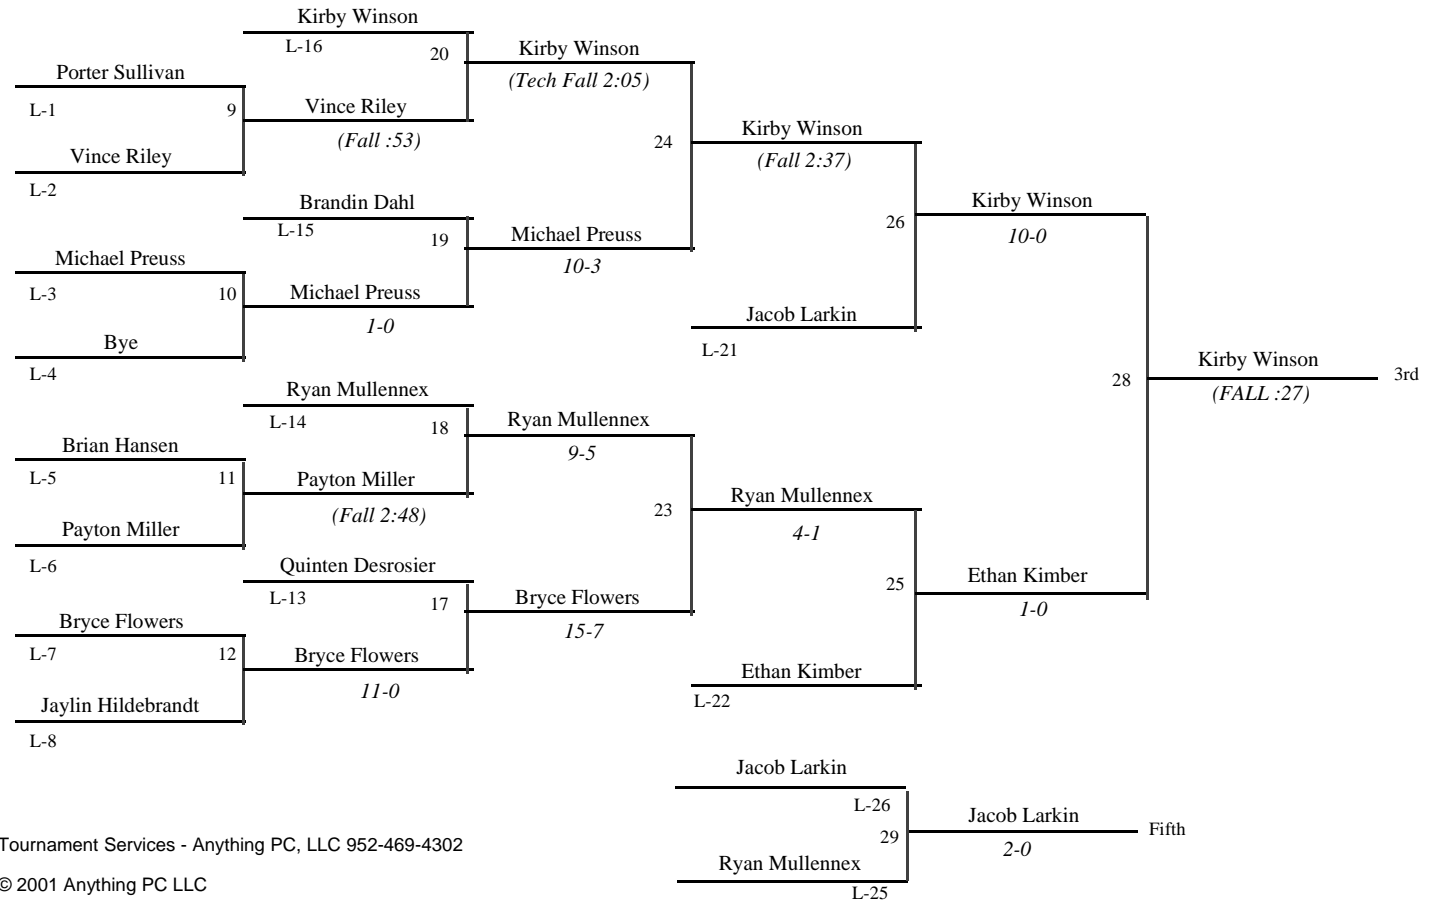 Kirby Winson
L-16
20
Kirby Winson
(Tech Fall 2:05)
Porter Sullivan
L-1
9
Vince Riley
(Fall :53)
24
Kirby Winson
(Fall 2:37)
Vince Riley
L-2
Brandin Dahl
L-15
19
Michael Preuss
10-3
26
Kirby Winson
10-0
Michael Preuss
L-3
10
Michael Preuss
1-0
Jacob Larkin
L-21
Bye
L-4
28
Kirby Winson
3rd
(FALL :27)
Ryan Mullennex
L-14
18
Ryan Mullennex
9-5
Brian Hansen
L-5
11
Payton Miller
(Fall 2:48)
23
Ryan Mullennex
4-1
Payton Miller
L-6
Quinten Desrosier
L-13
17
Bryce Flowers
15-7
25
Ethan Kimber
1-0
Bryce Flowers
L-7
12
Bryce Flowers
11-0
Ethan Kimber
L-22
Jaylin Hildebrandt
L-8
Jacob Larkin
L-26
29
Jacob Larkin
Fifth
2-0
Ryan Mullennex
L-25
Tournament Services - Anything PC, LLC 952-469-4302
© 2001 Anything PC LLC